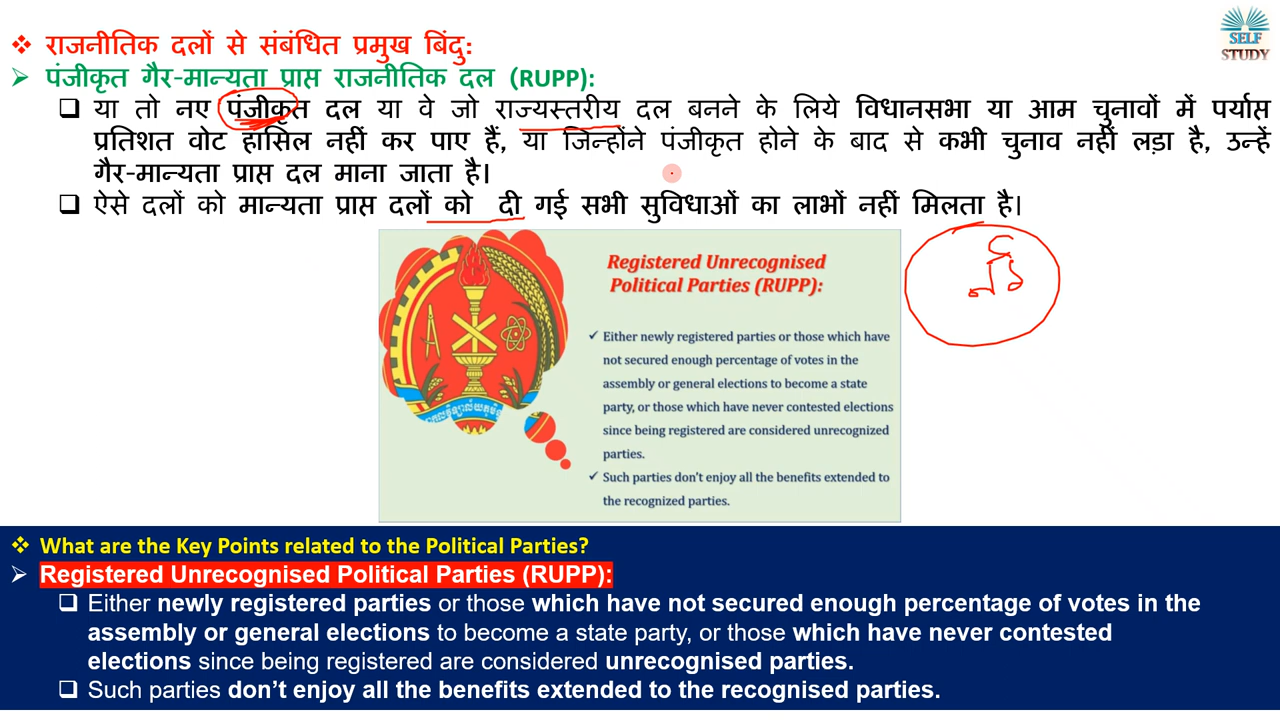 ❖ राजनीतिक दलों से संबंधित प्रमुख बिंदु:
SELF
STUDY
➢ पंजीकृत गैर-मान्यता प्राप्त राजनीतिक दल (RUPP):
❑ या तो नए पंजीकृत दल या वे जो राज्यस्तरीय दल बनने के लिये विधानसभा या आम चुनावों में पर्याप्त
प्रतिशत वोट हासिल नहीं कर पाए हैं, या जिन्होंने पंजीकृत होने के बाद से कभी चुनाव नहीं लड़ा है, उन्हें
गैर-मान्यता प्राप्त दल माना जाता है।
❑ ऐसे दलों को मान्यता प्राप्त दलों को दी गई सभी सुविधाओं का लाभों नहीं मिलता है।
Registered Unrecognised
Political Parties (RUPP):
✓ Either newly registered parties or those which have
not secured enough percentage of votes in the
assembly or general elections to become a state
party, or those which have never contested elections
since being registered are considered unrecognized
parties.
✓ Such parties don't enjoy all the benefits extended to
the recognized parties.
❖ What are the Key Points related to the Political Parties?
➢ Registered Unrecognised Political Parties (RUPP):
❑ Either newly registered parties or those which have not secured enough percentage of votes in the
assembly or general elections to become a state party, or those which have never contested
elections since being registered are considered unrecognised parties.
❑ Such parties don't enjoy all the benefits extended to the recognised parties.